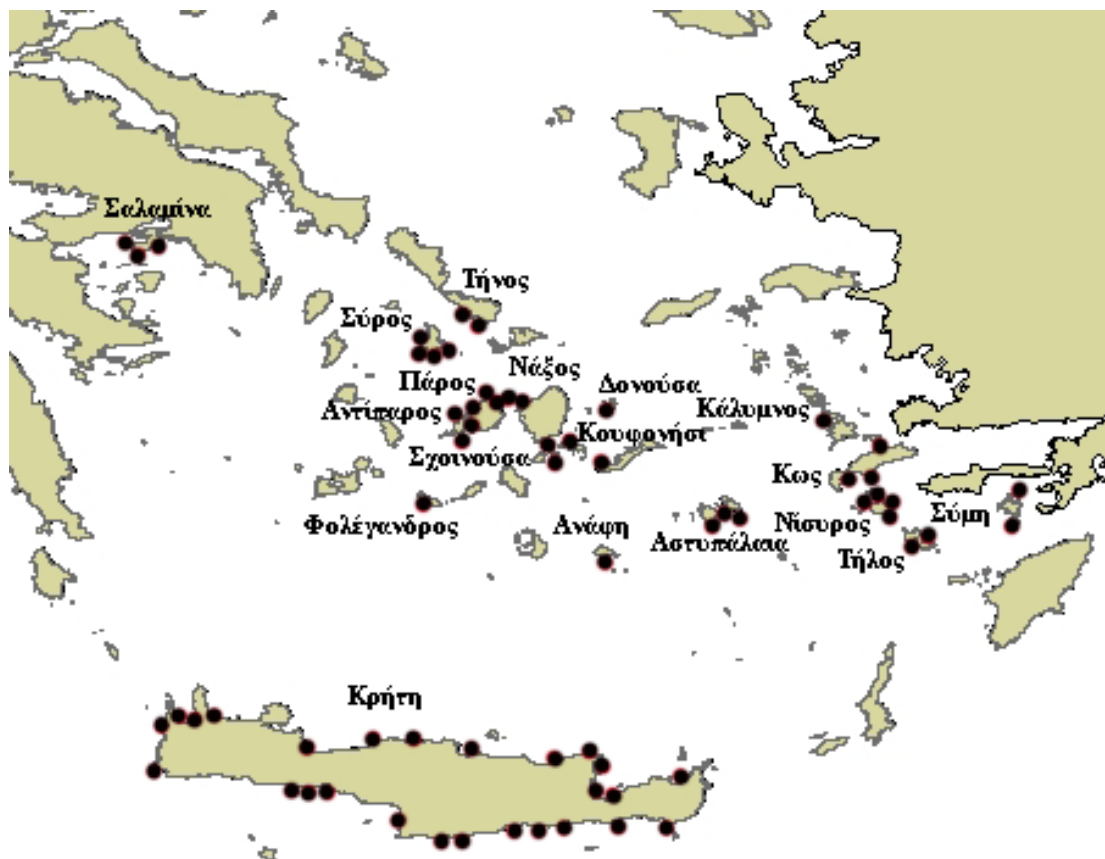 Σαλαμίνα
Τήνος
Σύρος
Νάξος
Πάρος
Δονούσα
Αντίπαρος
Κάλυμνος
Κουφονήσι
Σχοινούσα
Κως
Φολέγανδρος
Ανάφη
Αστυπάλαια
Νίσυρος
Σύμη
Τήλος
Κρήτη